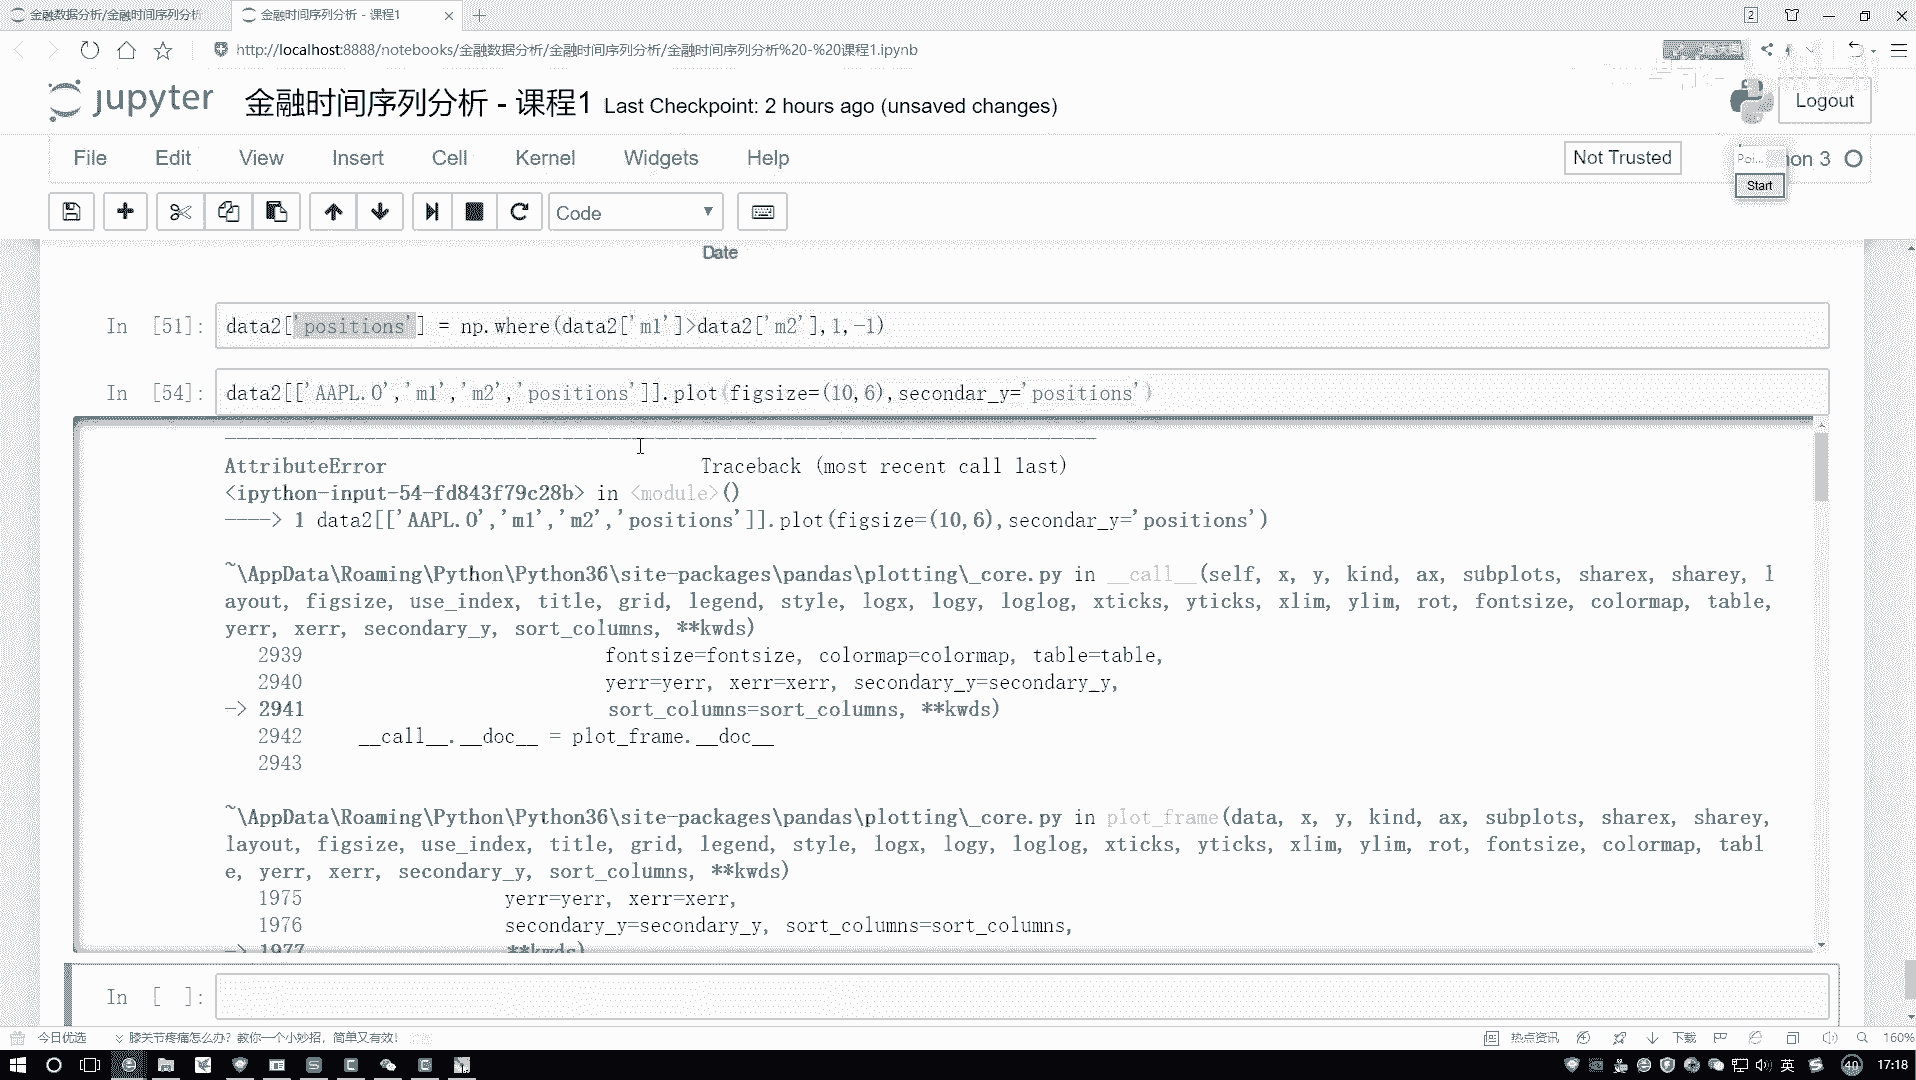 金融数据分析/金融时间序列分析
金融时间序列分析 - 课程1
2
http://localhost:8888/notebooks/金融数据分析/金融时间序列分析/金融时间序列分析%20-%20课程1.ipynb
jupyter
金融时间序列分析 - 课程1 Last Checkpoint: 2 hours ago (unsaved changes)
Logout
File Edit View Insert Cell Kernel Widgets Help
Not Trusted
Poi...
on 3
Start
Code
Date
In [51]: data2['positions'] = np.where(data2['m1']>data2['m2'],1,-1)
In [54]: data2[['AAPL.O','m1','m2','positions']].plot(figsize=(10,6),secondar_y='positions')
---------------------------------------------------------------------------
AttributeError Traceback (most recent call last)
<ipython-input-54-fd843f79c28b> in <module>()
----> 1 data2[['AAPL.O','m1','m2','positions']].plot(figsize=(10,6),secondar_y='positions')
~\AppData\Roaming\Python\Python36\site-packages\pandas\plotting\_core.py in __call__(self, x, y, kind, ax, subplots, sharex, sharey, l
ayout, figsize, use_index, title, grid, legend, style, logx, logy, loglog, xticks, yticks, xlim, ylim, rot, fontsize, colormap, table,
yerr, xerr, secondary_y, sort_columns, **kwds)
2939 fontsize=fontsize, colormap=colormap, table=table,
2940 yerr=yerr, xerr=xerr, secondary_y=secondary_y,
-> 2941 sort_columns=sort_columns, **kwds)
2942 __call__.__doc__ = plot_frame.__doc__
2943
~\AppData\Roaming\Python\Python36\site-packages\pandas\plotting\_core.py in plot_frame(data, x, y, kind, ax, subplots, sharex, sharey,
layout, figsize, use_index, title, grid, legend, style, logx, logy, loglog, xticks, yticks, xlim, ylim, rot, fontsize, colormap, tabl
e, yerr, xerr, secondary_y, sort_columns, **kwds)
1975 yerr=yerr, xerr=xerr,
1976 secondary_y=secondary_y, sort_columns=sort_columns,
-> 1977 **kwds)
In [ ]:
今日优选
膝关节疼痛怎么办？教你一个小妙招，简单又有效！
热点资讯
下载
160%
英
40
17:18